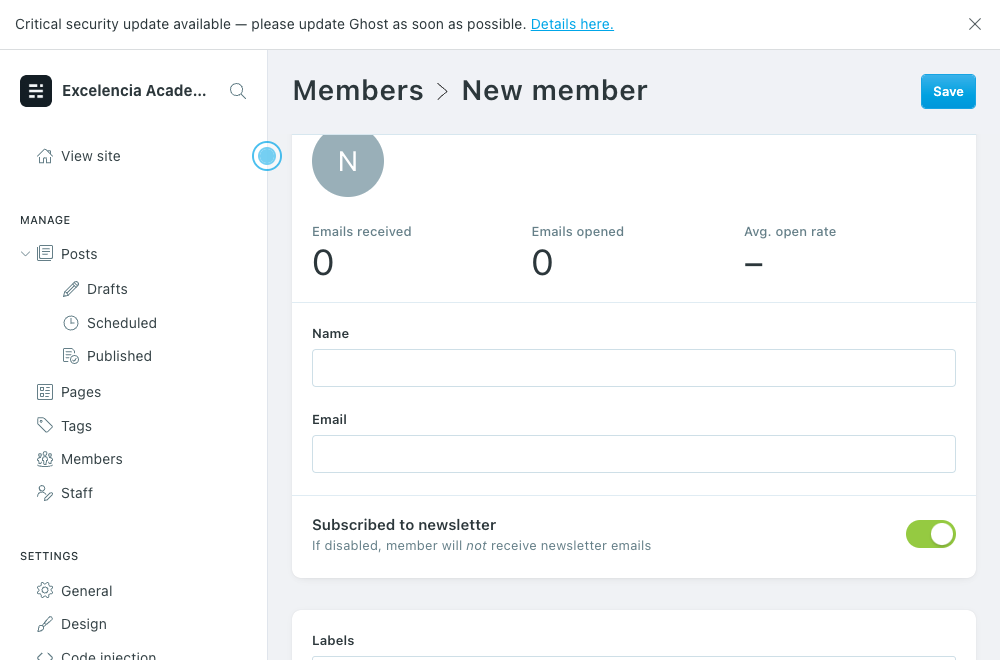 Critical security update available — please update Ghost as soon as possible. Details here.
Excelencia Acade...
View site
MANAGE
Posts
Drafts
Scheduled
Published
Pages
Tags
Members
Staff
SETTINGS
General
Design
Code injection
Members > New member
Save
N
Emails received
0
Emails opened
0
Avg. open rate
–
Name
Email
Subscribed to newsletter
If disabled, member will not receive newsletter emails
Labels